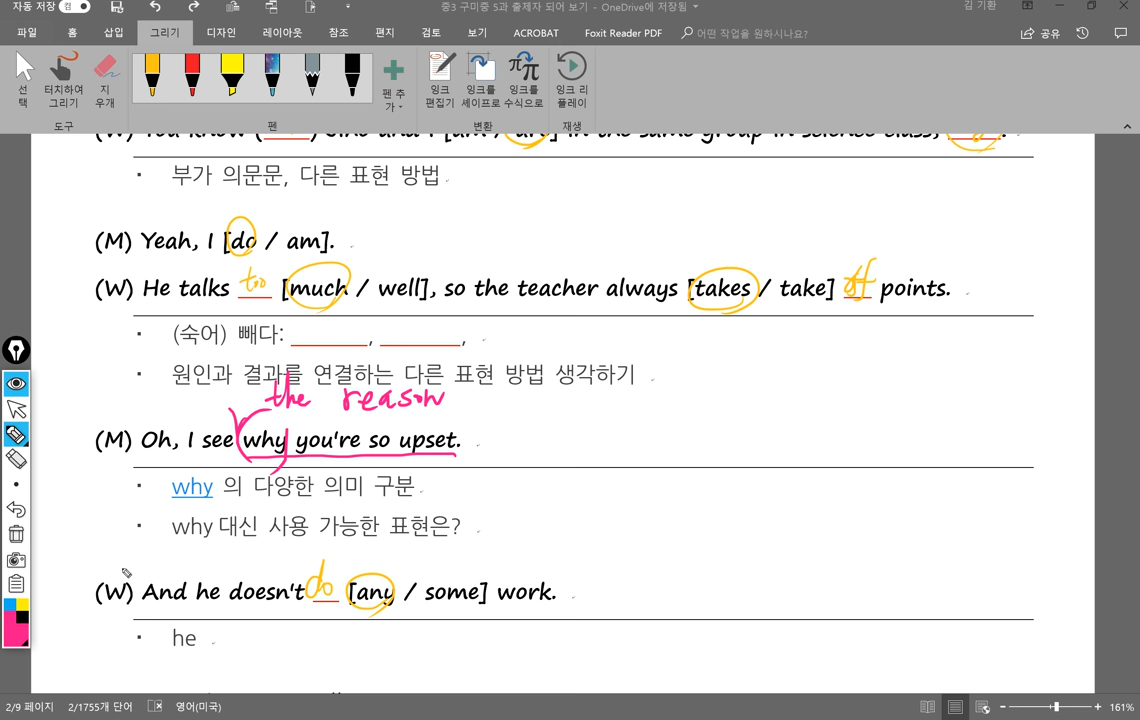 자동 저장 켬 중3 구미중 5과 출제자 되어 보기 - OneDrive에 저장됨 김 기환
파일 홈 삽입 그리기 디자인 레이아웃 참조 편지 검토 보기 ACROBAT Foxit Reader PDF 어떤 작업을 원하시나요? 공유
선택 터치하여 그리기 지우개 펜 추가 잉크 편집기 잉크를 셰이프로 잉크를 수식으로 잉크 리플레이
도구 펜 변환 재생
in the same group in science class,
· 부가 의문문, 다른 표현 방법
(M) Yeah, I [do / am].
(W) He talks too [much / well], so the teacher always [takes / take] off points.
· (숙어) 빼다: ______, ______,
· 원인과 결과를 연결하는 다른 표현 방법 생각하기
the reason
(M) Oh, I see why you're so upset.
· why 의 다양한 의미 구분
· why 대신 사용 가능한 표현은?
(W) And he doesn't do [any / some] work.
· he
2/9 페이지 2/1755개 단어 영어(미국) 161%